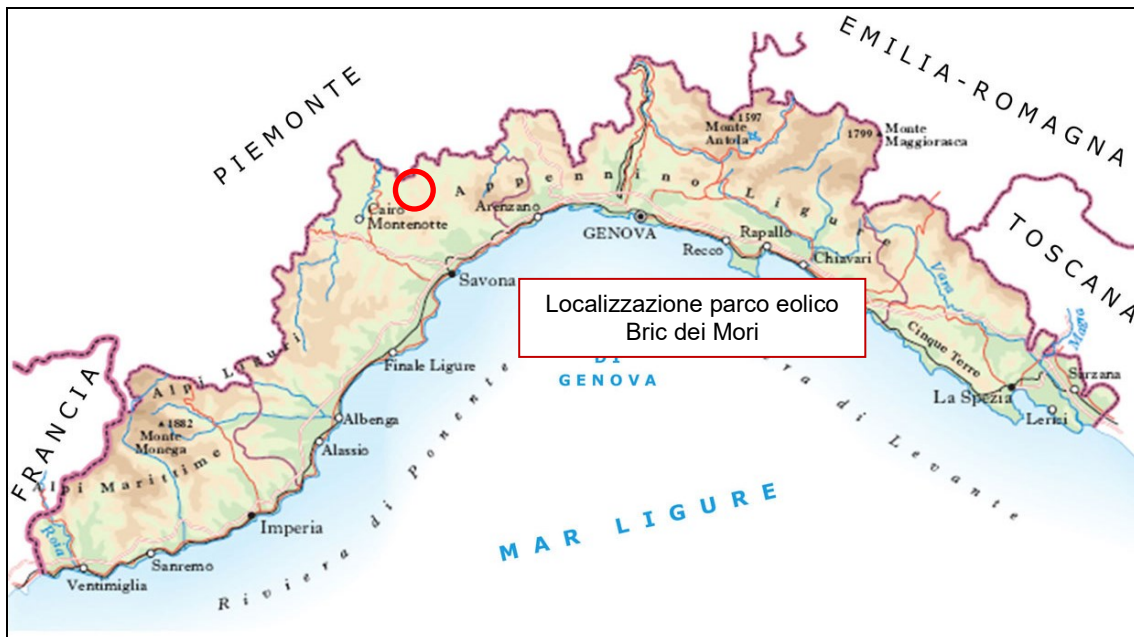 EMILIA-ROMAGNA
PIEMONTE
1597
Monte
Antola
1799
Monte
Maggiorasca
Appennino Ligure
TOSCANA
Cairo
Montenotte
Arenzano
GENOVA
Recco
Rapallo
Chiavari
Vara
Savona
Localizzazione parco eolico
Bric dei Mori
DI
GENOVA
Cinque Terre
Magra
Sarzana
La Spezia
Lerici
Finale Ligure
Alpi Liguri
FRANCIA
1882
Monte
Monega
Albenga
Alassio
Alpi Marittime
Riviera di Ponente
ra di Levante
MAR LIGURE
Imperia
Roia
Sanremo
Ventimiglia